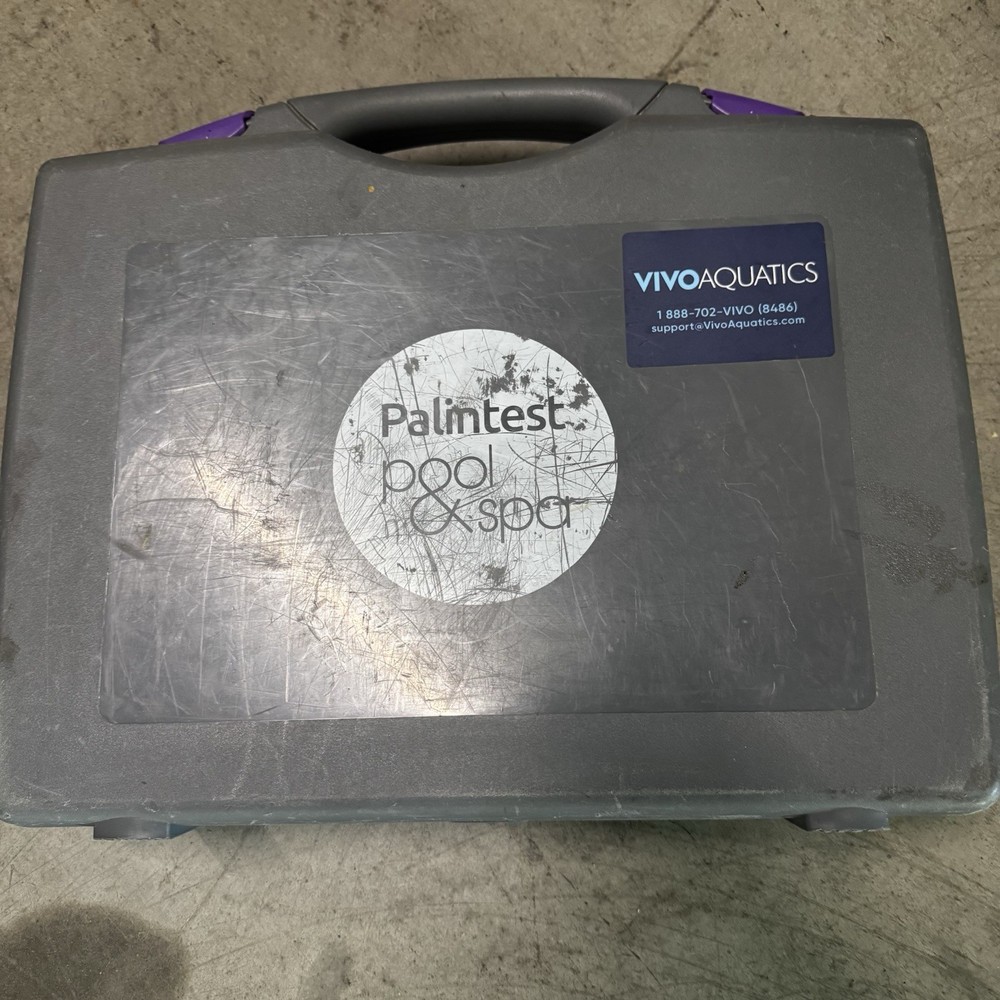 VIVOAQUATICS
1 888-702-VIVO (8486)
support@VivoAquatics.com
Palintest
pool
&spa